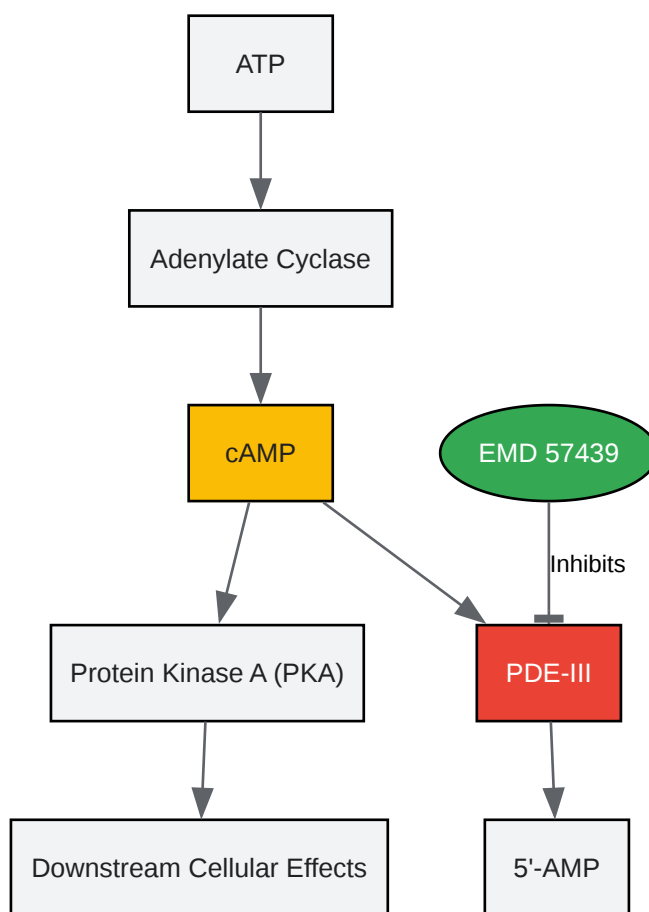 ATP
Adenylate Cyclase
cAMP
EMD 57439
Inhibits
Protein Kinase A (PKA)
PDE-III
Downstream Cellular Effects
5'-AMP